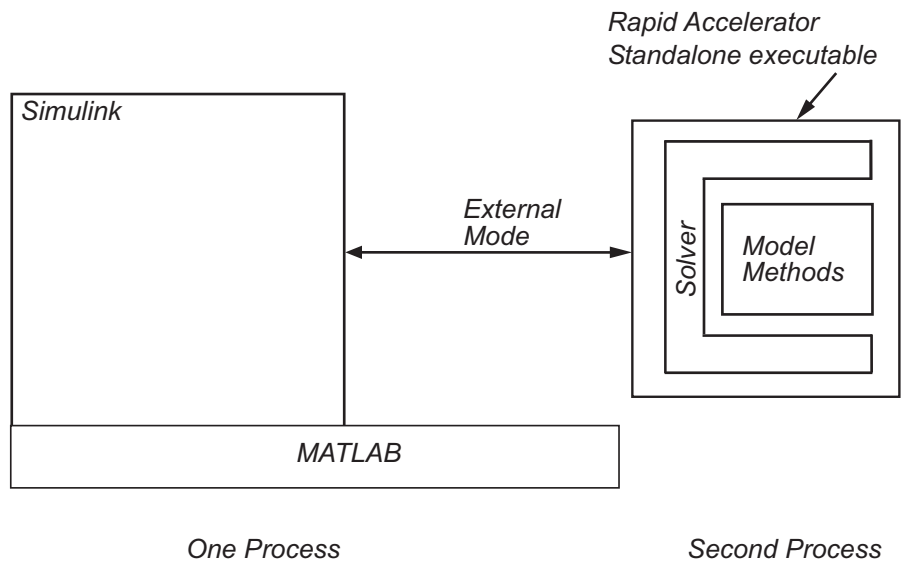 Rapid Accelerator
Standalone executable
Simulink
External
Mode
Solver
Model
Methods
MATLAB
One Process
Second Process